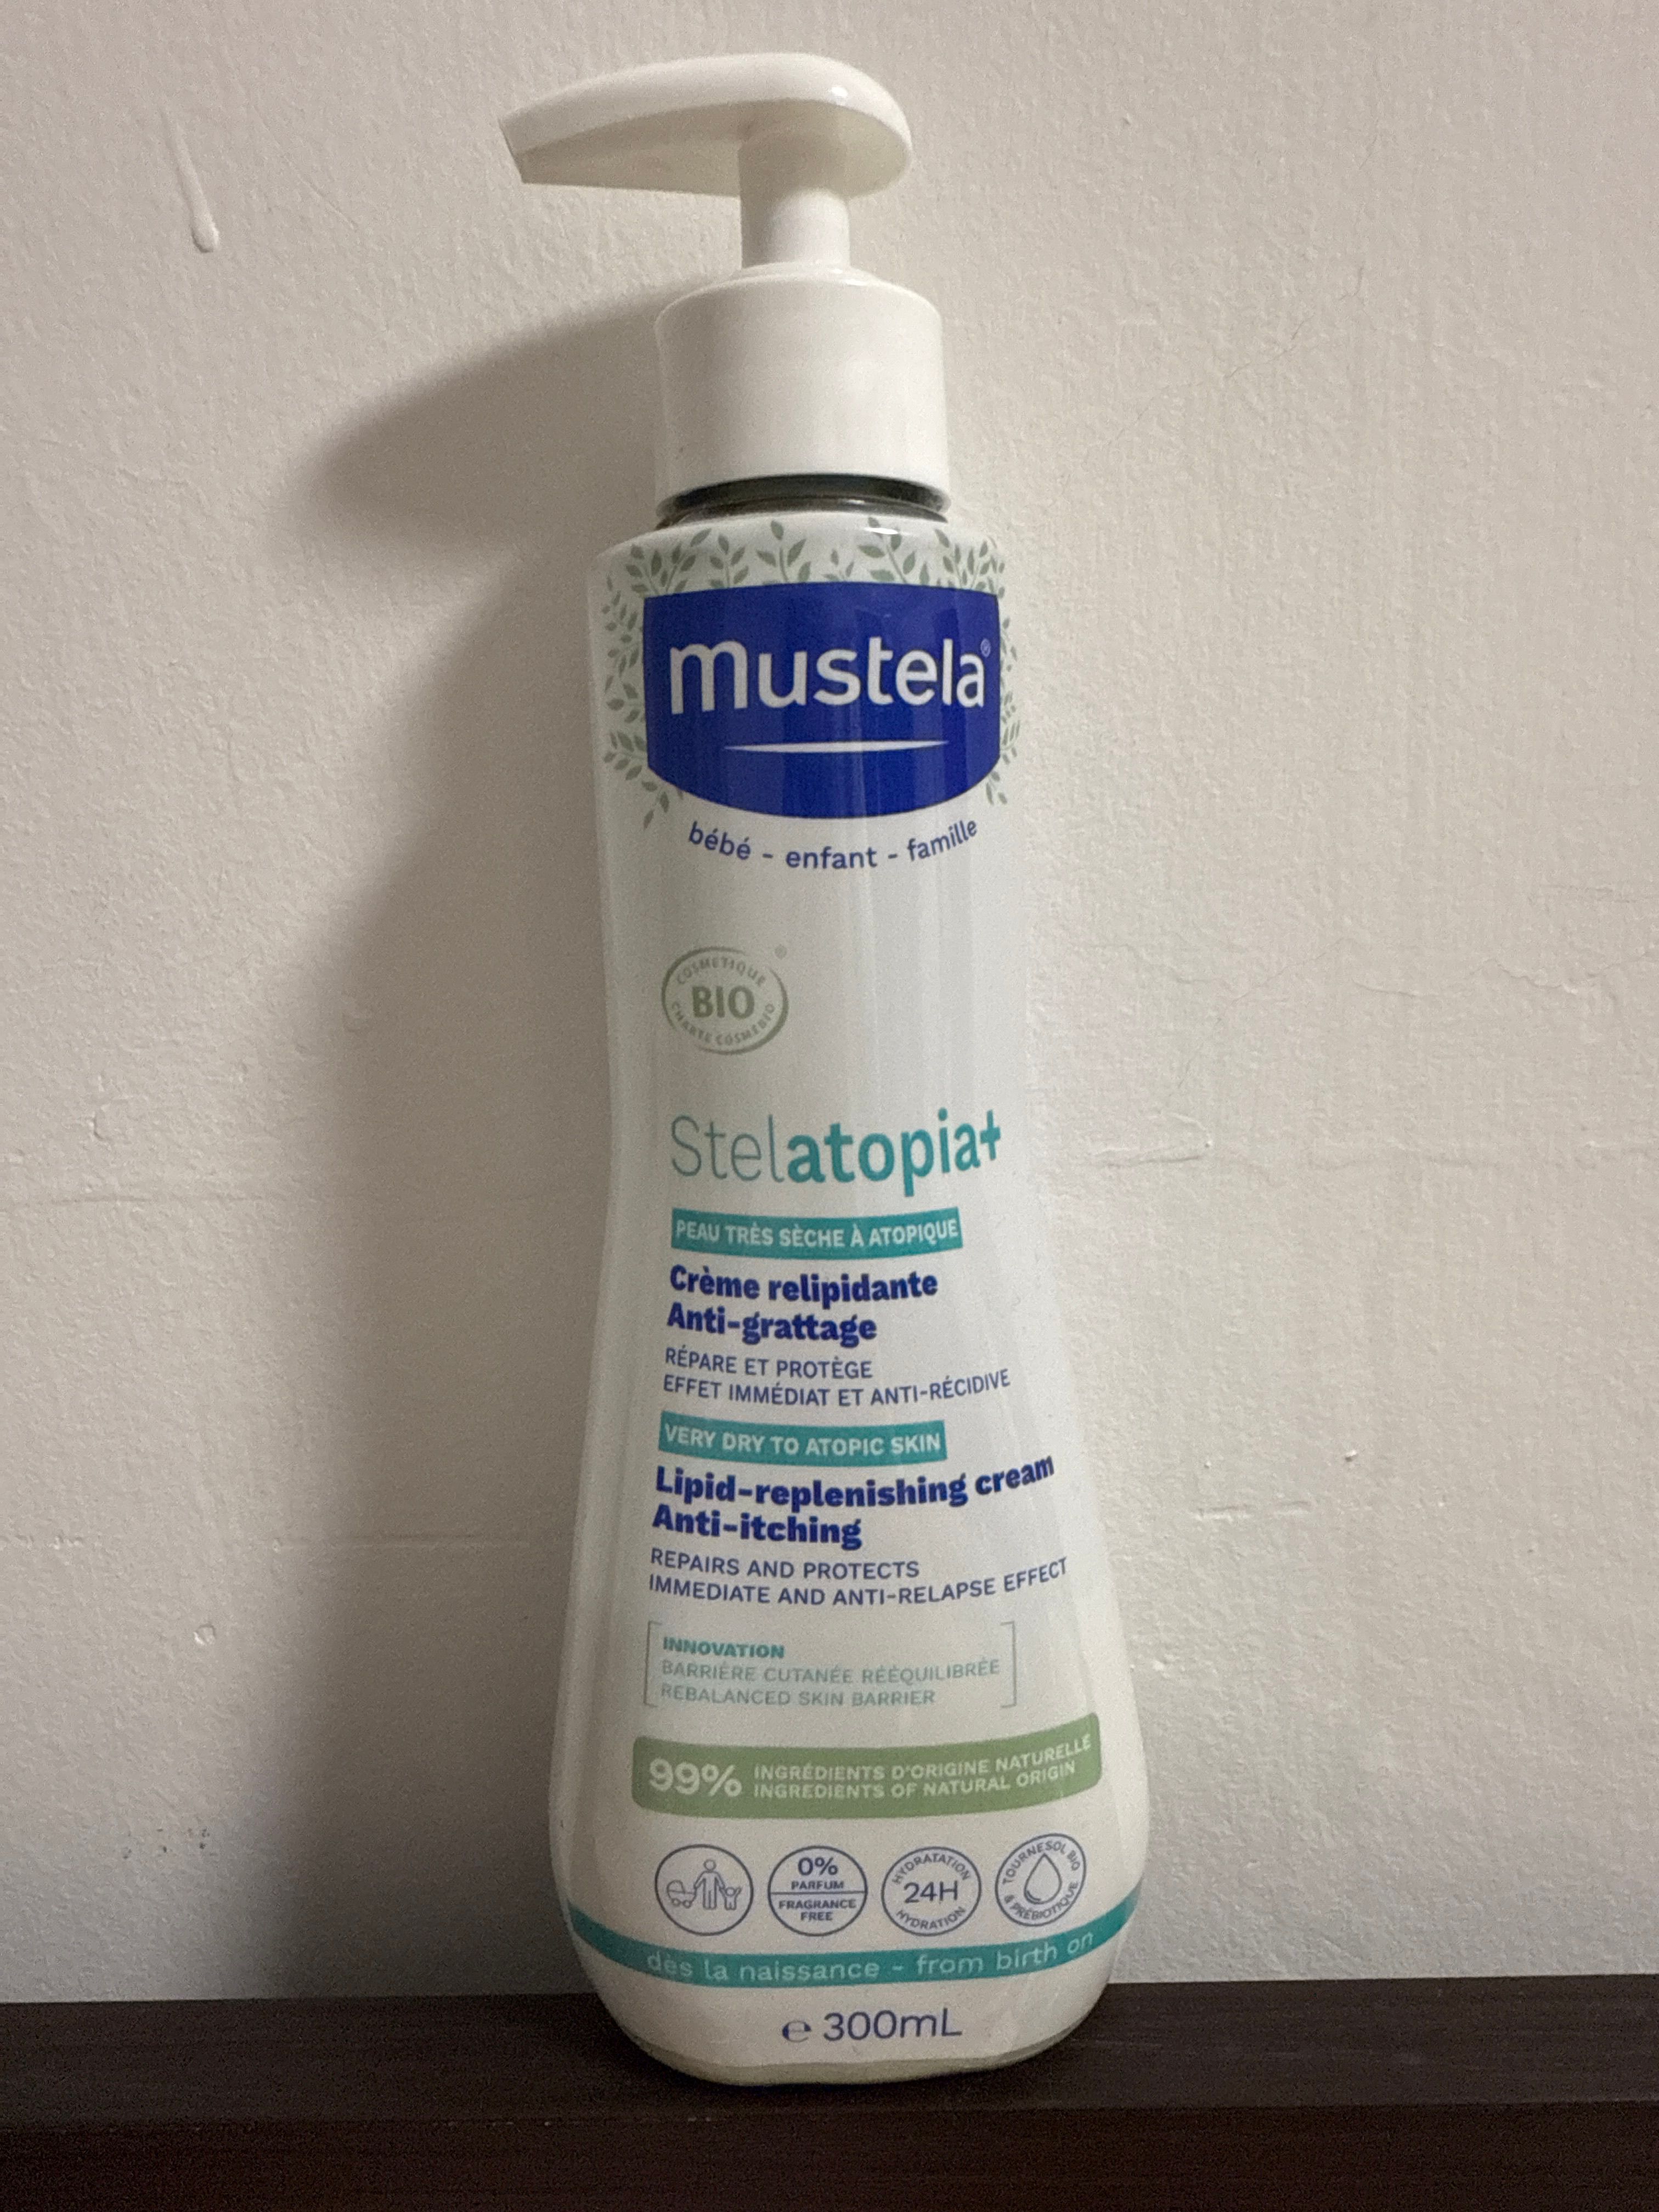 mustela®
bébé - enfant - famille
®
COSMETIQUE
BIO
CHARTE COSMEBIO
Stelatopia+
PEAU TRÈS SÈCHE À ATOPIQUE
Crème relipidante
Anti-grattage
RÉPARE ET PROTÈGE
EFFET IMMÉDIAT ET ANTI-RÉCIDIVE
VERY DRY TO ATOPIC SKIN
Lipid-replenishing cream
Anti-itching
REPAIRS AND PROTECTS
IMMEDIATE AND ANTI-RELAPSE EFFECT
INNOVATION
BARRIÈRE CUTANÉE RÉÉQUILIBRÉE
REBALANCED SKIN BARRIER
99% INGRÉDIENTS D'ORIGINE NATURELLE
INGREDIENTS OF NATURAL ORIGIN
0%
PARFUM
FRAGRANCE
FREE
HYDRATATION
24H
HYDRATION
TOURNESOL BIO
& PRÉBIOTIQUE
dès la naissance - from birth on
℮ 300mL